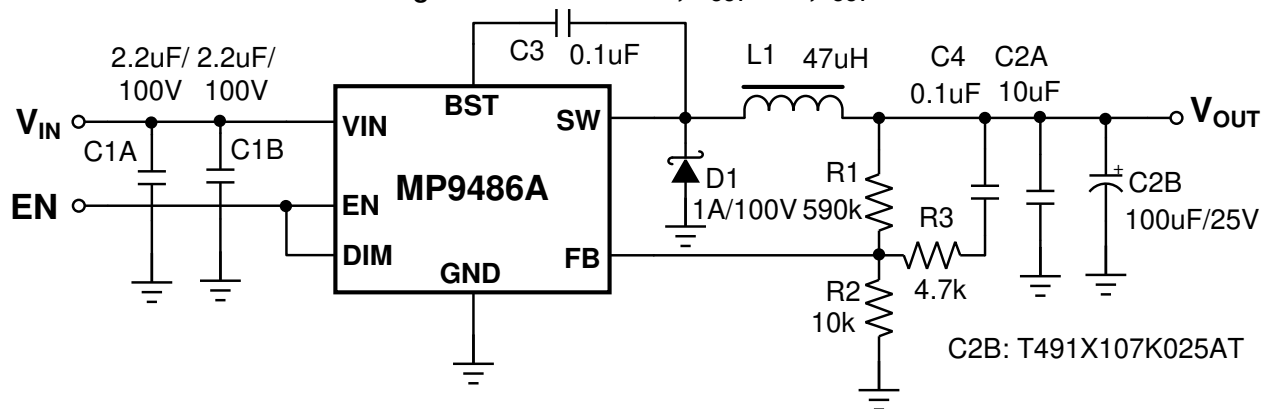 C3 0.1uF
L1 47uH
C4 C2A
0.1uF 10uF
2.2uF/ 2.2uF/
100V 100V
BST
VIN VIN SW VOUT
C1A C1B
MP9486A
D1
1A/100V
R1
590k
C2B
100uF/25V
+
EN EN
DIM
GND
FB
R3
4.7k
R2
10k
C2B: T491X107K025AT